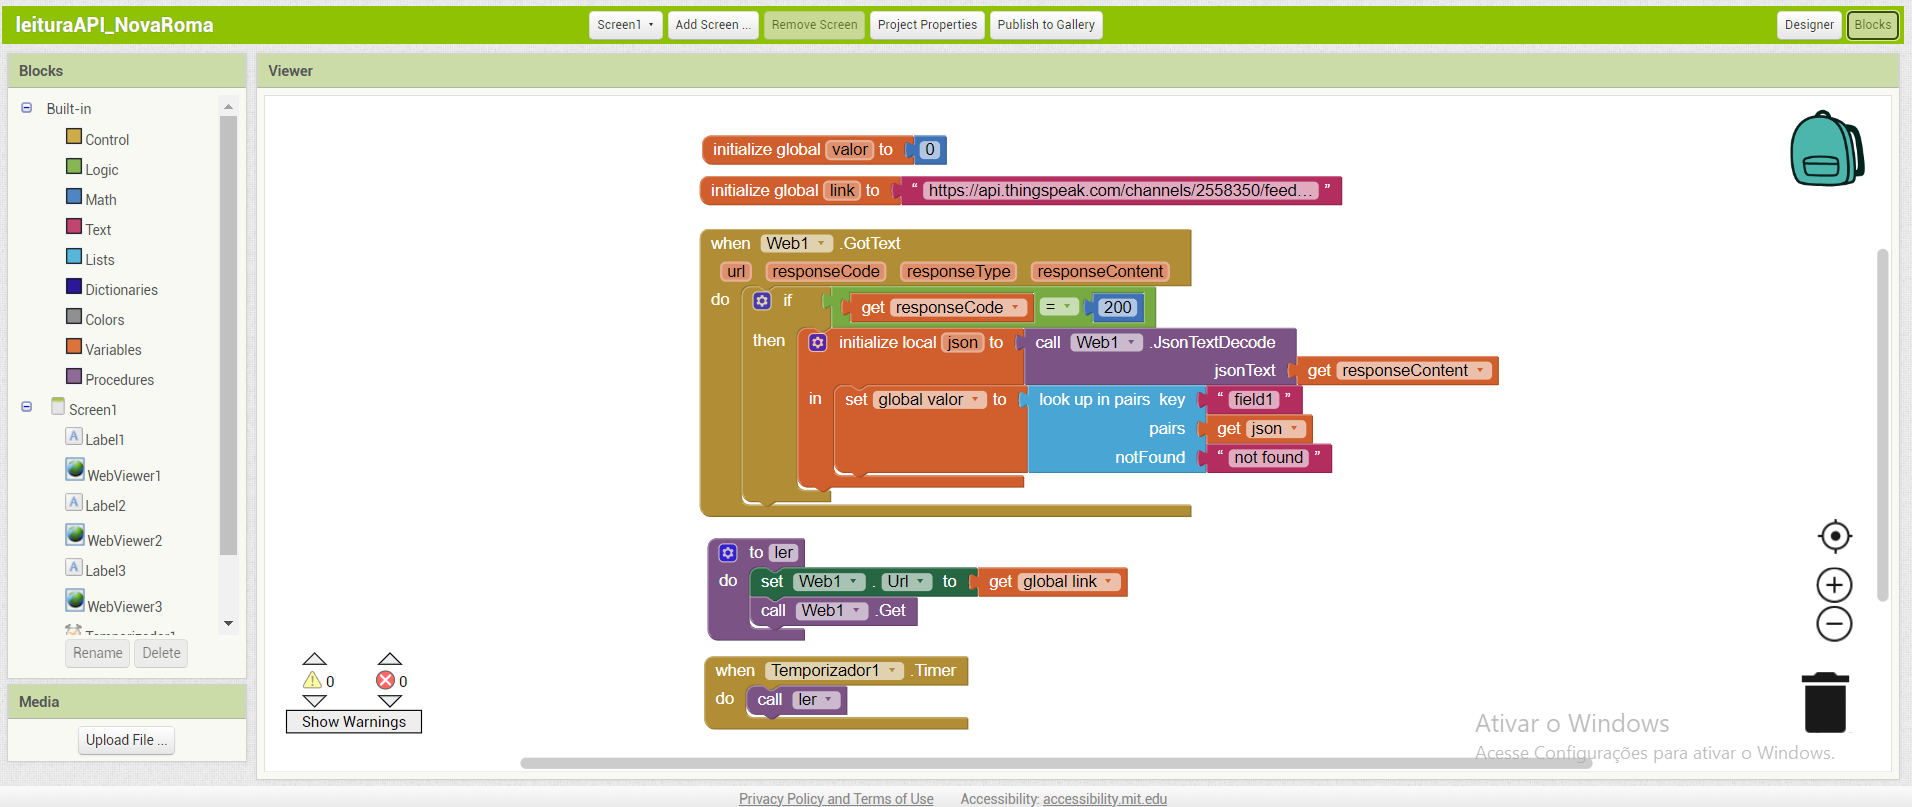 leituraAPI_NovaRoma
Screen1
Add Screen ...
Remove Screen
Project Properties
Publish to Gallery
Designer
Blocks
Blocks
Viewer
Built-in
Control
Logic
Math
Text
Lists
Dictionaries
Colors
Variables
Procedures
Screen1
Label1
WebViewer1
Label2
WebViewer2
Label3
WebViewer3
Temporizador1
Rename
Delete
Media
Upload File ...
initialize global valor to 0
initialize global link to “ https://api.thingspeak.com/channels/2558350/feed... ”
when Web1 .GotText
url responseCode responseType responseContent
do if get responseCode = 200
then initialize local json to call Web1 .JsonTextDecode
jsonText get responseContent
in set global valor to look up in pairs key “ field1 ”
pairs get json
notFound “ not found ”
to ler
do set Web1 . Url to get global link
call Web1 .Get
when Temporizador1 .Timer
do call ler
0
0
Show Warnings
Ativar o Windows
Acesse Configurações para ativar o Windows.
Privacy Policy and Terms of Use
Accessibility: accessibility.mit.edu